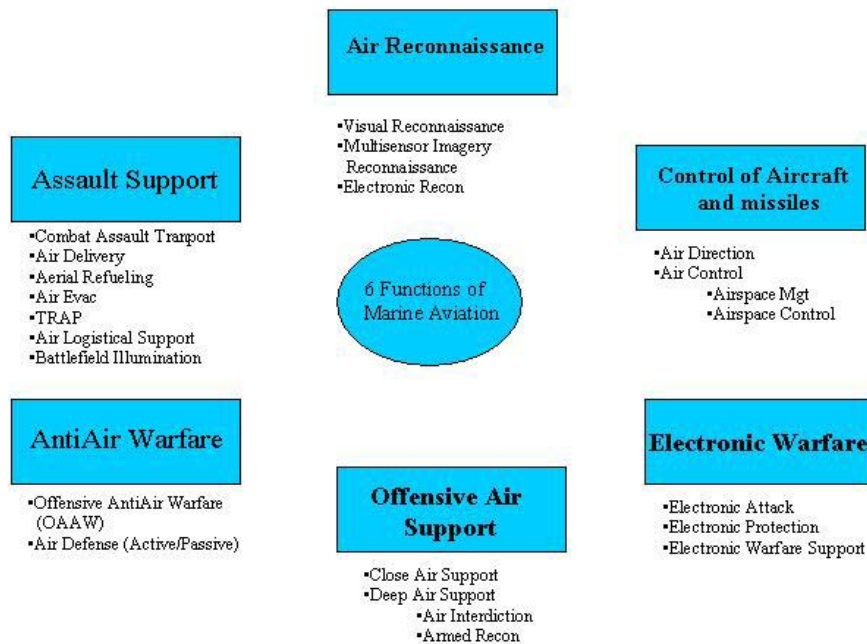 Air Reconnaissance
▪Visual Reconnaissance
▪Multisensor Imagery
Reconnaissance
▪Electronic Recon
Assault Support
▪Combat Assault Tranport
▪Air Delivery
▪Aerial Refueling
▪Air Evac
▪TRAP
▪Air Logistical Support
▪Battlefield Illumination
Control of Aircraft
and missiles
▪Air Direction
▪Air Control
▪Airspace Mgt
▪Airspace Control
6 Functions of
Marine Aviation
AntiAir Warfare
▪Offensive AntiAir Warfare
(OAAW)
▪Air Defense (Active/Passive)
Offensive Air
Support
▪Close Air Support
▪Deep Air Support
▪Air Interdiction
▪Armed Recon
Electronic Warfare
▪Electronic Attack
▪Electronic Protection
▪Electronic Warfare Support